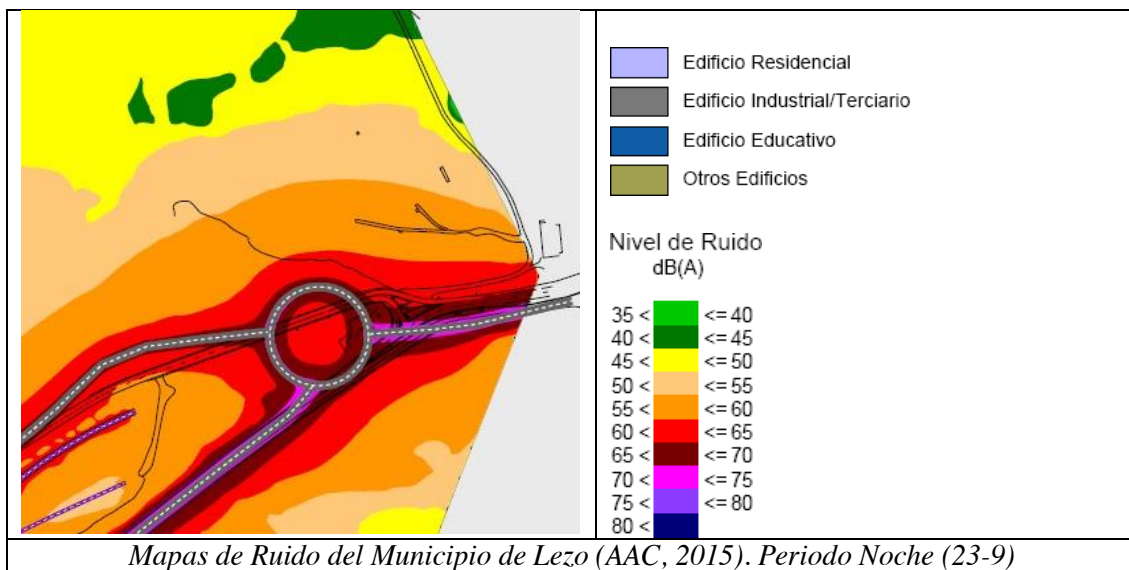 Edificio Residencial
Edificio Industrial/Terciario
Edificio Educativo
Otros Edificios
Nivel de Ruido
dB(A)
35 < <= 40
40 < <= 45
45 < <= 50
50 < <= 55
55 < <= 60
60 < <= 65
65 < <= 70
70 < <= 75
75 < <= 80
80 <
Mapas de Ruido del Municipio de Lezo (AAC, 2015). Periodo Noche (23-9)